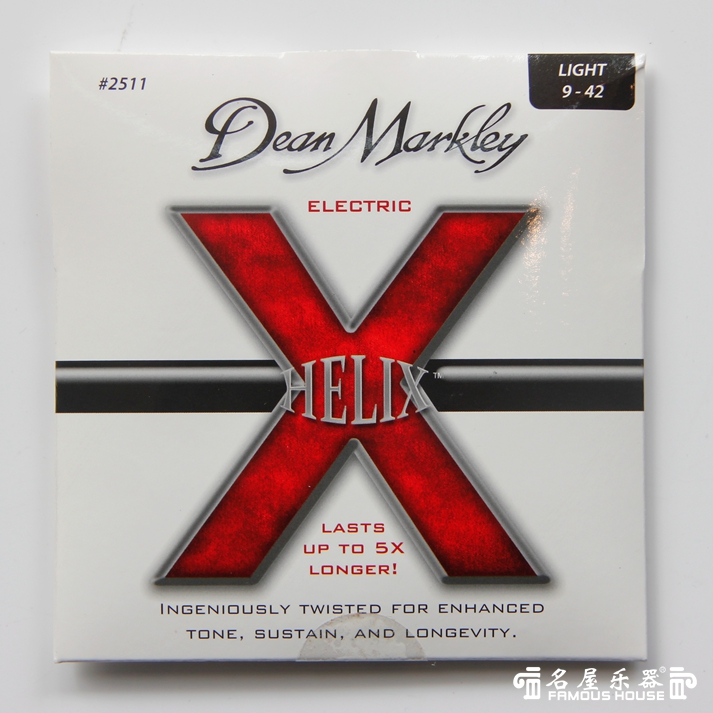 #2511
LIGHT
9 - 42
Dean Markley
ELECTRIC
HELIX™
LASTS
UP TO 5X
LONGER!
INGENIOUSLY TWISTED FOR ENHANCED
TONE, SUSTAIN, AND LONGEVITY.
名屋乐器®
FAMOUS HOUSE